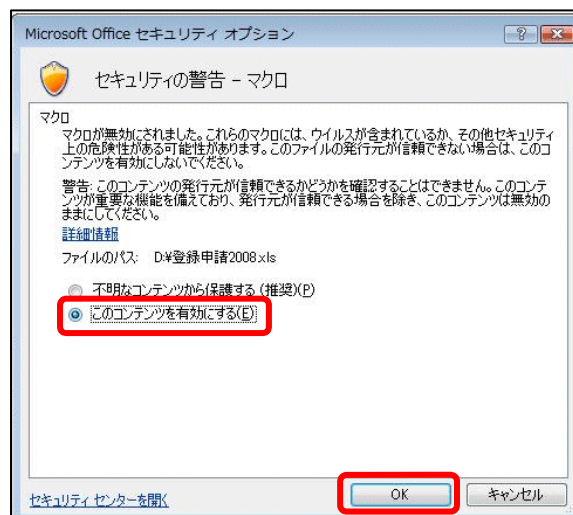 Microsoft Office セキュリティ オプション
セキュリティの警告 - マクロ
マクロ
マクロが無効にされました。これらのマクロには、ウイルスが含まれているか、その他セキュリティ
上の危険性がある可能性があります。このファイルの発行元が信頼できない場合は、このコ
ンテンツを有効にしないでください。
警告: このコンテンツの発行元が信頼できるかどうかを確認することはできません。このコンテ
ンツが重要な機能を備えており、発行元が信頼できる場合を除き、このコンテンツは無効の
ままにしてください。
詳細情報
ファイルのパス: D:¥登録申請2008.xls
不明なコンテンツから保護する (推奨)(P)
このコンテンツを有効にする(E)
セキュリティ センターを開く
OK
キャンセル